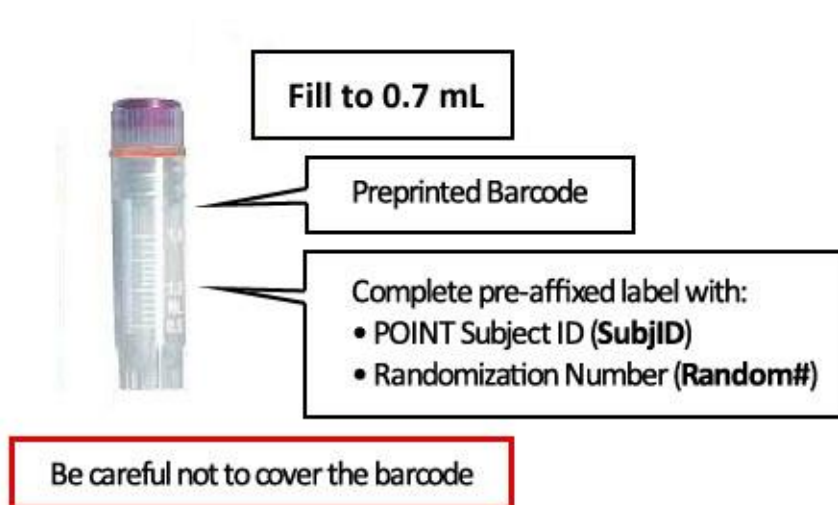 Fill to 0.7 mL
Preprinted Barcode
Complete pre-affixed label with:
• POINT Subject ID (SubjID)
• Randomization Number (Random#)
Be careful not to cover the barcode